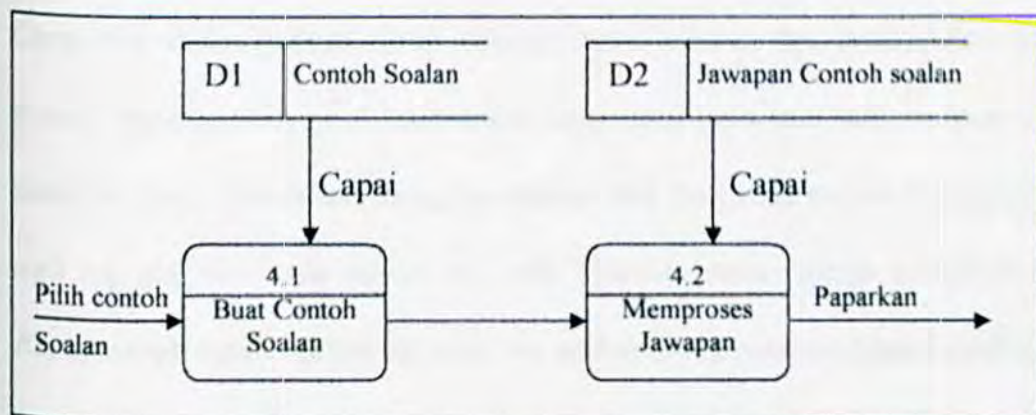 D1 Contoh Soalan
D2 Jawapan Contoh soalan
Capai
Capai
Pilih contoh
Soalan
4.1
Buat Contoh
Soalan
4.2
Memproses
Jawapan
Paparkan